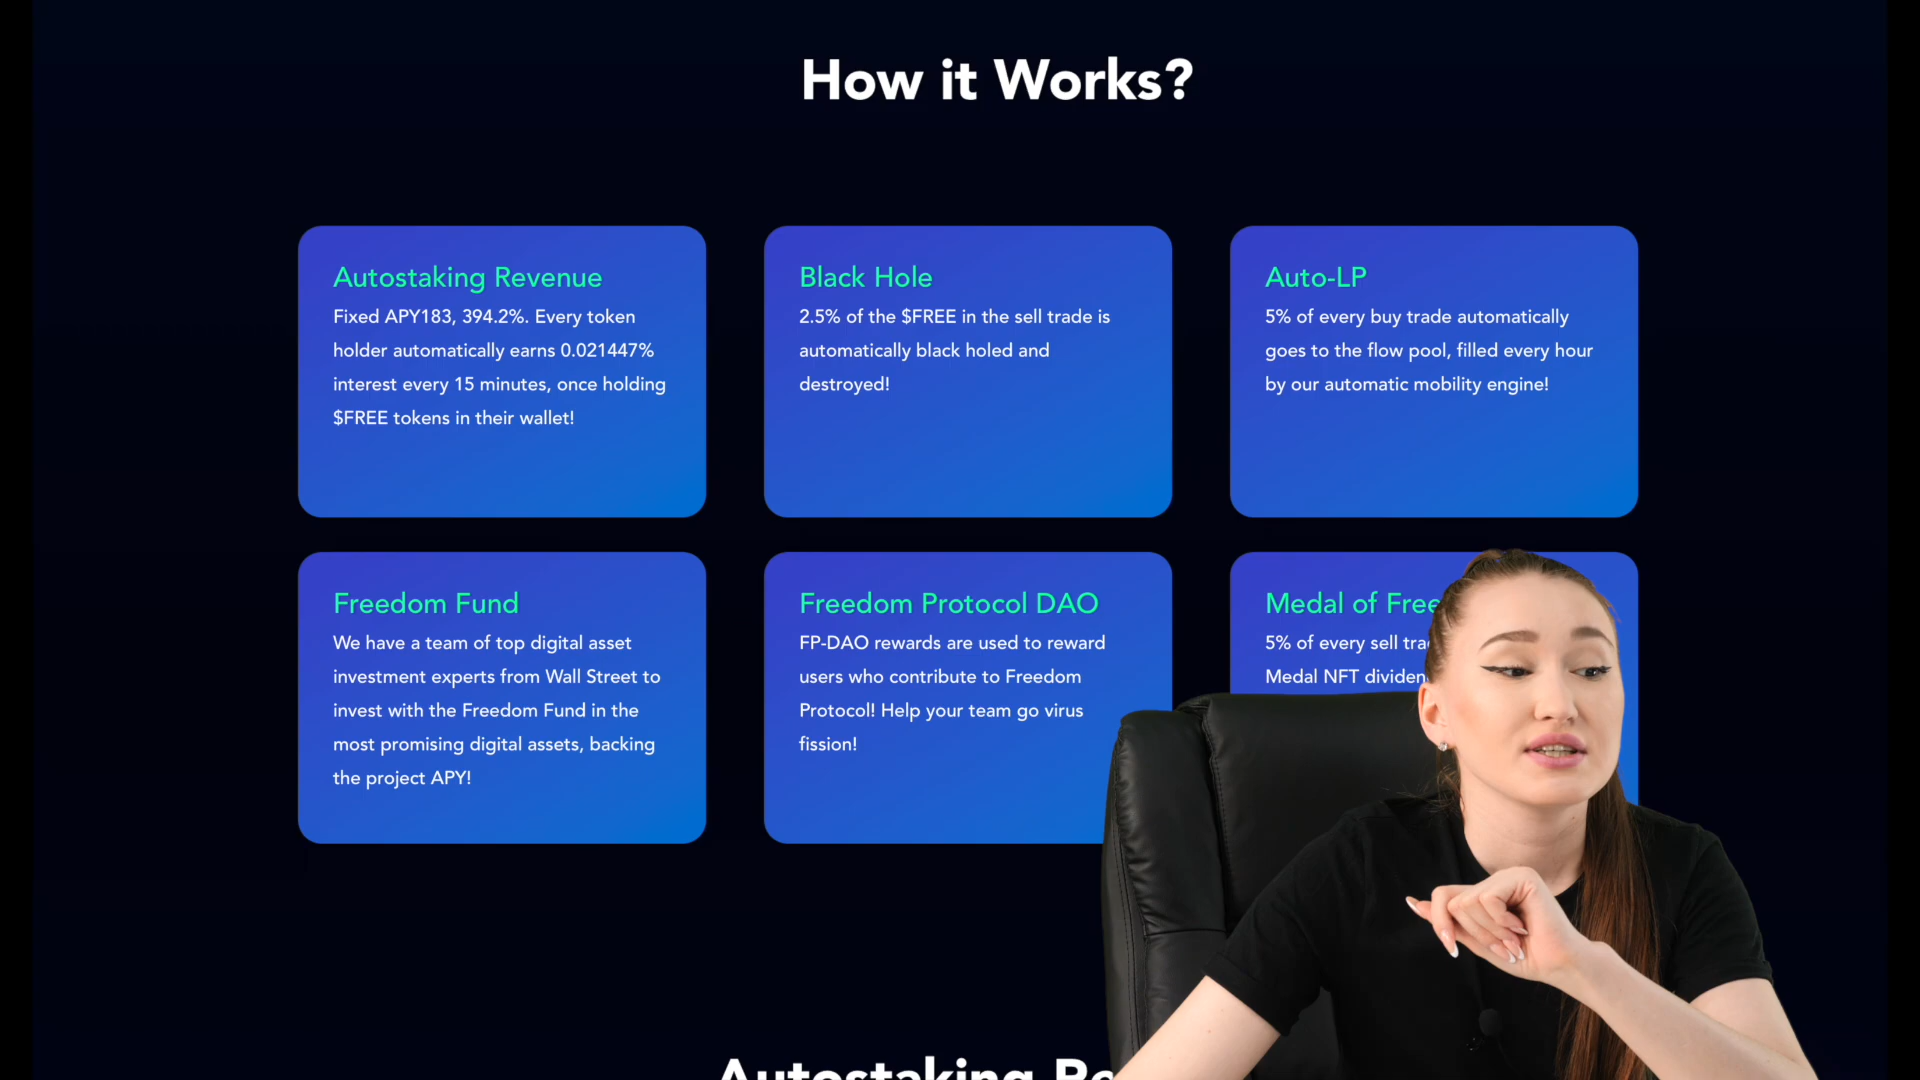 How it Works?
Autostaking Revenue
Fixed APY183, 394.2%. Every token
holder automatically earns 0.021447%
interest every 15 minutes, once holding
$FREE tokens in their wallet!
Black Hole
2.5% of the $FREE in the sell trade is
automatically black holed and
destroyed!
Auto-LP
5% of every buy trade automatically
goes to the flow pool, filled every hour
by our automatic mobility engine!
Freedom Fund
We have a team of top digital asset
investment experts from Wall Street to
invest with the Freedom Fund in the
most promising digital assets, backing
the project APY!
Freedom Protocol DAO
FP-DAO rewards are used to reward
users who contribute to Freedom
Protocol! Help your team go virus
fission!
Medal of
5% of every sell
Medal NFT
Autostaking